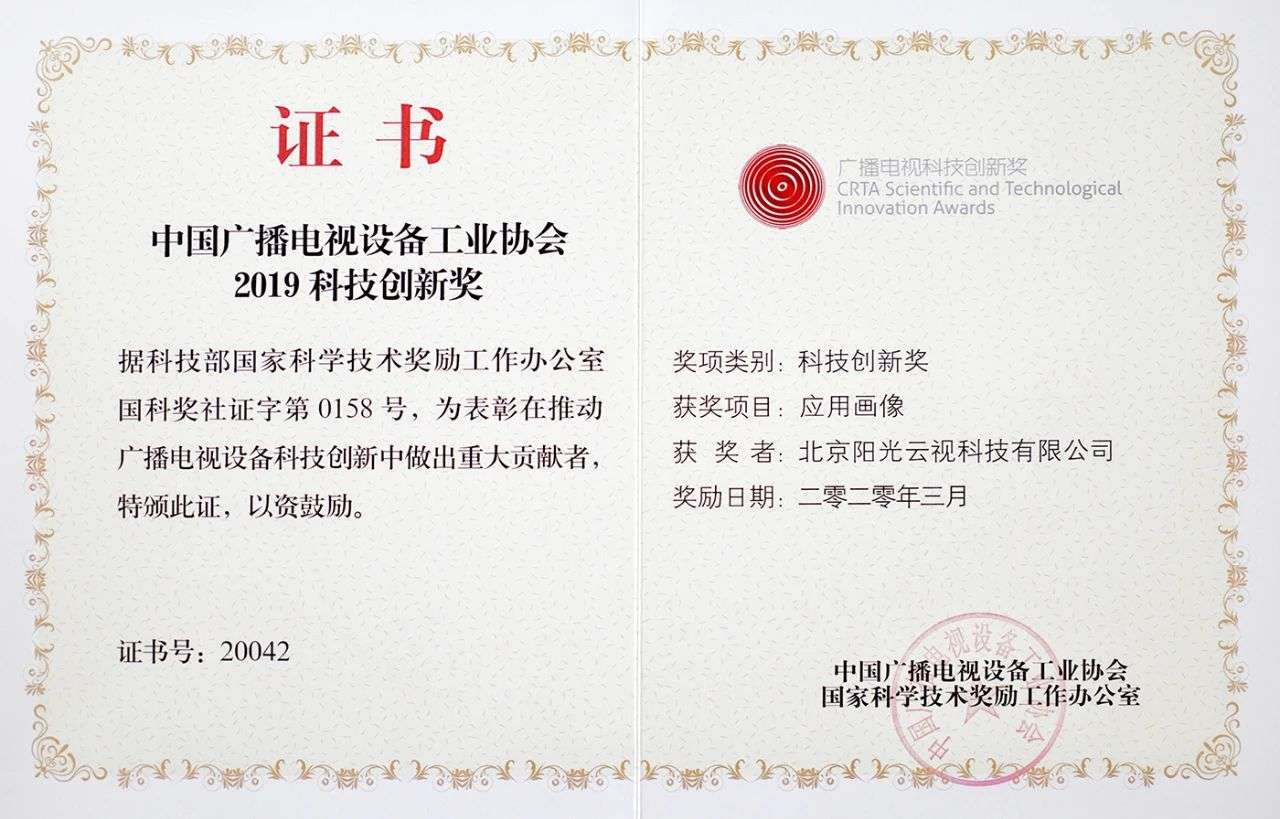 证书
中国广播电视设备工业协会
2019 科技创新奖
据科技部国家科学技术奖励工作办公室
国科奖社证字第 0158 号，为表彰在推动
广播电视设备科技创新中做出重大贡献者，
特颁此证，以资鼓励。
证书号：20042
广播电视科技创新奖
CRTA Scientific and Technological
Innovation Awards
奖项类别：科技创新奖
获奖项目：应用画像
获 奖 者：北京阳光云视科技有限公司
奖励日期：二零二零年三月
中国广播电视设备工业协会
国家科学技术奖励工作办公室
中国广播电视设备工业协会